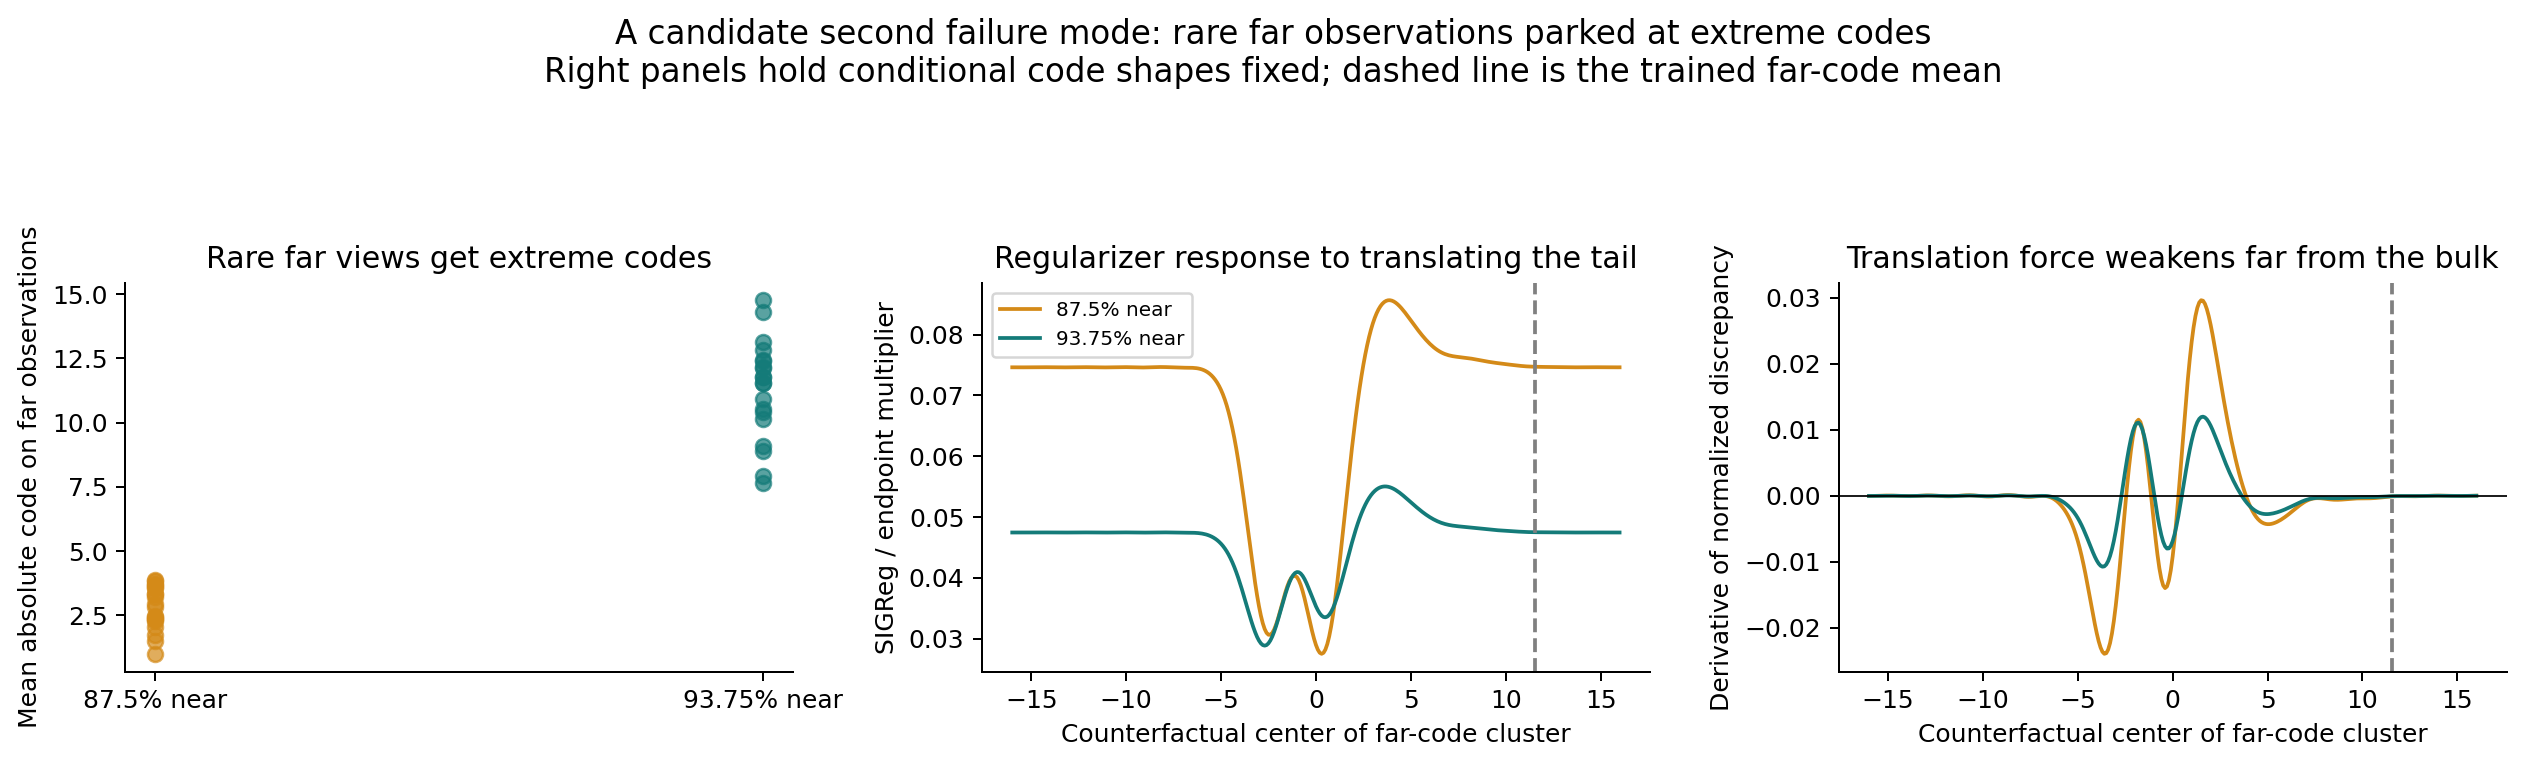 A candidate second failure mode: rare far observations parked at extreme codes
Right panels hold conditional code shapes fixed; dashed line is the trained far-code mean
Rare far views get extreme codes
Mean absolute code on far observations
15.0
12.5
10.0
7.5
5.0
2.5
87.5% near
93.75% near
Regularizer response to translating the tail
SIGReg / endpoint multiplier
87.5% near
93.75% near
0.08
0.07
0.06
0.05
0.04
0.03
−15
−10
−5
0
5
10
15
Counterfactual center of far-code cluster
Translation force weakens far from the bulk
Derivative of normalized discrepancy
0.03
0.02
0.01
0.00
−0.01
−0.02
−15
−10
−5
0
5
10
15
Counterfactual center of far-code cluster